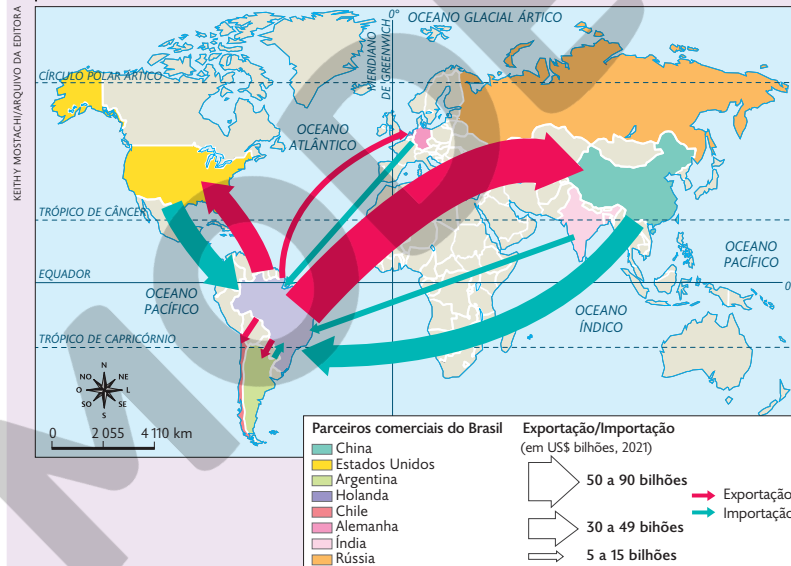 KEITHY MOSTACHI/ARQUIVO DA EDITORA
0°
OCEANO GLACIAL ÁRTICO
MERIDIANO
DE GREENWICH
CÍRCULO POLAR ÁRTICO
OCEANO
ATLÂNTICO
TRÓPICO DE CÂNCER
OCEANO
PACÍFICO
EQUADOR
0°
OCEANO
PACÍFICO
OCEANO
ÍNDICO
TRÓPICO DE CAPRICÓRNIO
N
NO
NE
O
L
SO
SE
S
0 2 055 4 110 km
Parceiros comerciais do Brasil
China
Estados Unidos
Argentina
Holanda
Chile
Alemanha
Índia
Rússia
Exportação/Importação
(em US$ bilhões, 2021)
50 a 90 bilhões
30 a 49 bihões
5 a 15 bilhões
Exportação
Importação